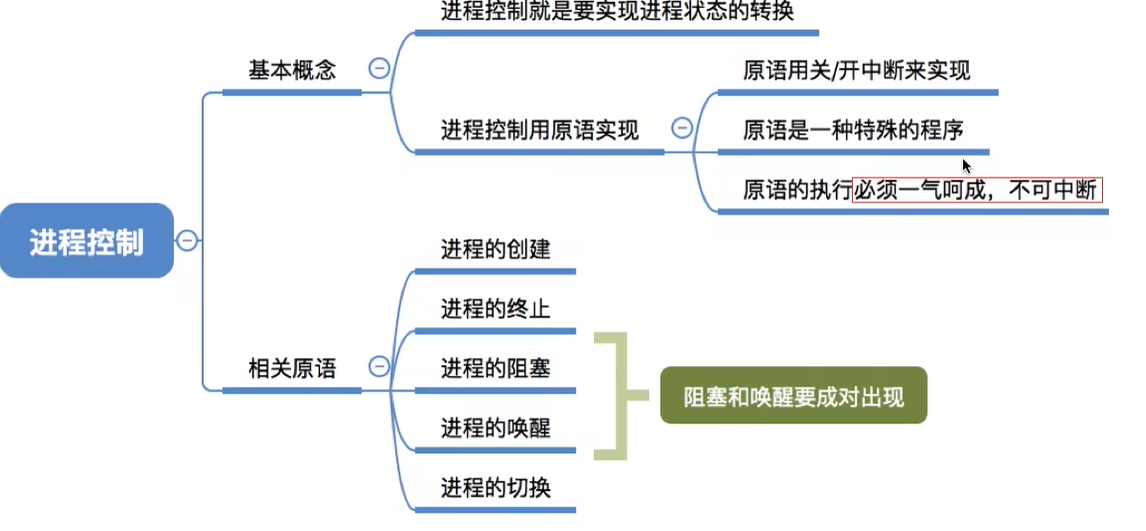 进程控制就是要实现进程状态的转换
基本概念
原语用关/开中断来实现
进程控制用原语实现
原语是一种特殊的程序
原语的执行必须一气呵成，不可中断
进程控制
进程的创建
进程的终止
相关原语
进程的阻塞
阻塞和唤醒要成对出现
进程的唤醒
进程的切换